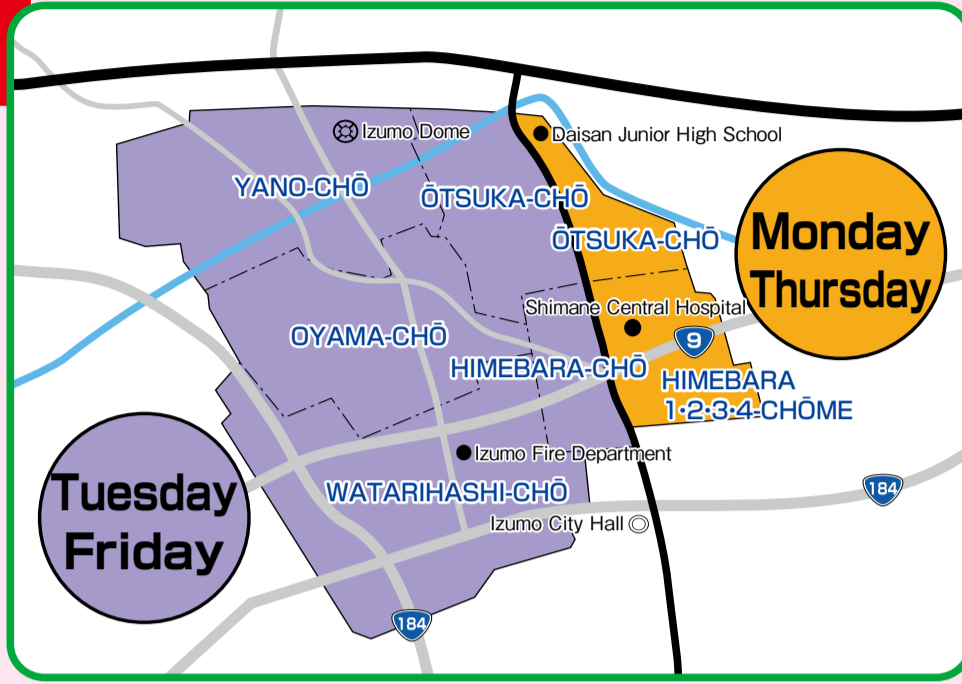 Izumo Dome
Daisan Junior High School
YANO-CHŌ
ŌTSUKA-CHŌ
ŌTSUKA-CHŌ
Monday
Thursday
Shimane Central Hospital
9
OYAMA-CHŌ
HIMEBARA-CHŌ
HIMEBARA
1・2・3・4-CHŌME
Izumo Fire Department
Tuesday
Friday
WATARIHASHI-CHŌ
184
Izumo City Hall
184